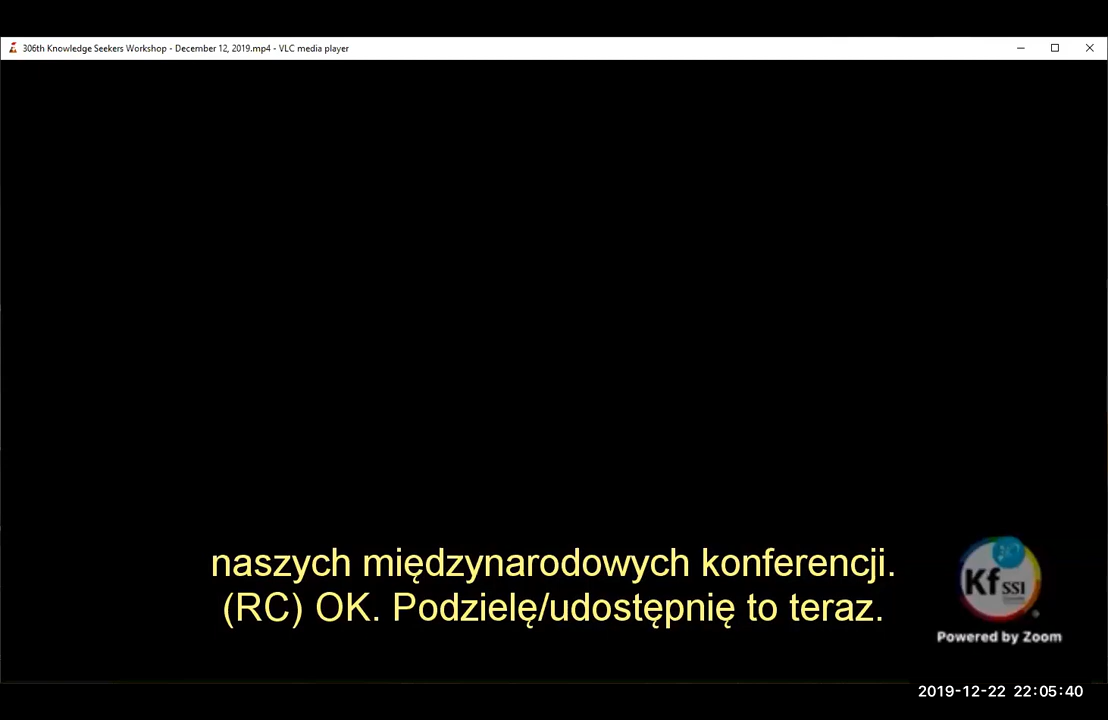 306th Knowledge Seekers Workshop - December 12, 2019.mp4 - VLC media player
naszych międzynarodowych konferencji.
(RC) OK. Podzielę/udostępnię to teraz.
Kf SSI
Powered by Zoom
2019-12-22 22:05:40